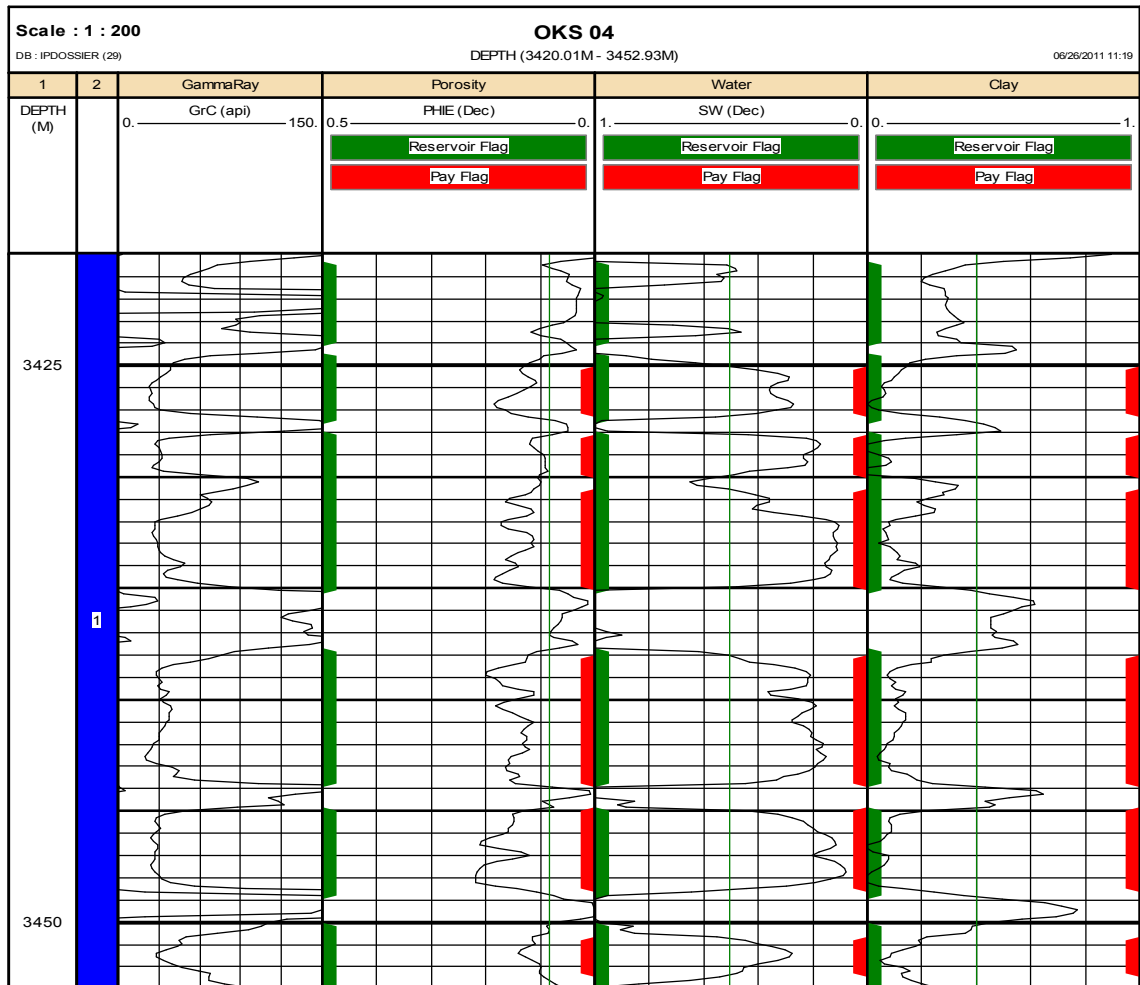 Scale : 1 : 200
OKS 04
DB : IPDOSSIER (29)
DEPTH (3420.01M - 3452.93M)
06/26/2011 11:19
1 2 GammaRay Porosity Water Clay
DEPTH (M)
GrC (api)
0. 150.
PHIE (Dec)
0.5 0.
Reservoir Flag
Pay Flag
SW (Dec)
1. 0.
Reservoir Flag
Pay Flag
0. 1.
Reservoir Flag
Pay Flag
3425
1
3450